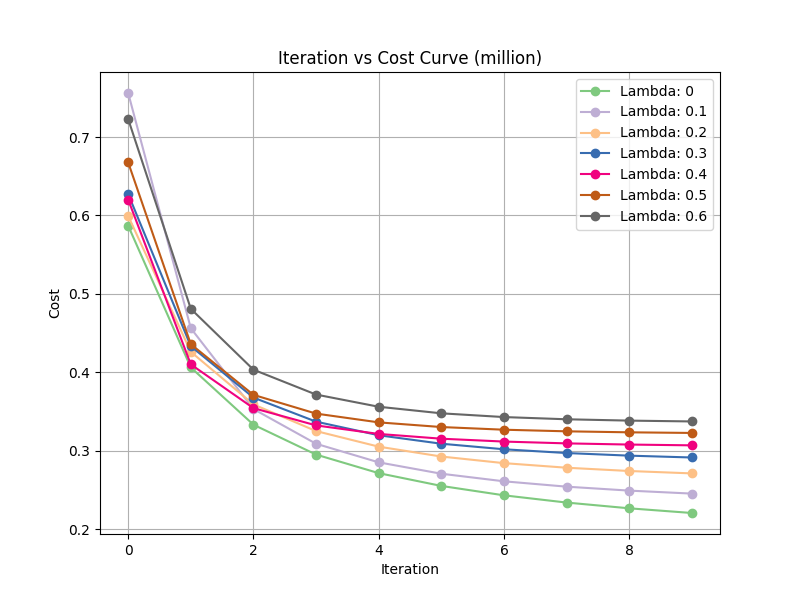 Iteration vs Cost Curve (million)
Lambda: 0
Lambda: 0.1
Lambda: 0.2
Lambda: 0.3
Lambda: 0.4
Lambda: 0.5
Lambda: 0.6
0.7
0.6
0.5
0.4
0.3
0.2
Cost
0 2 4 6 8
Iteration